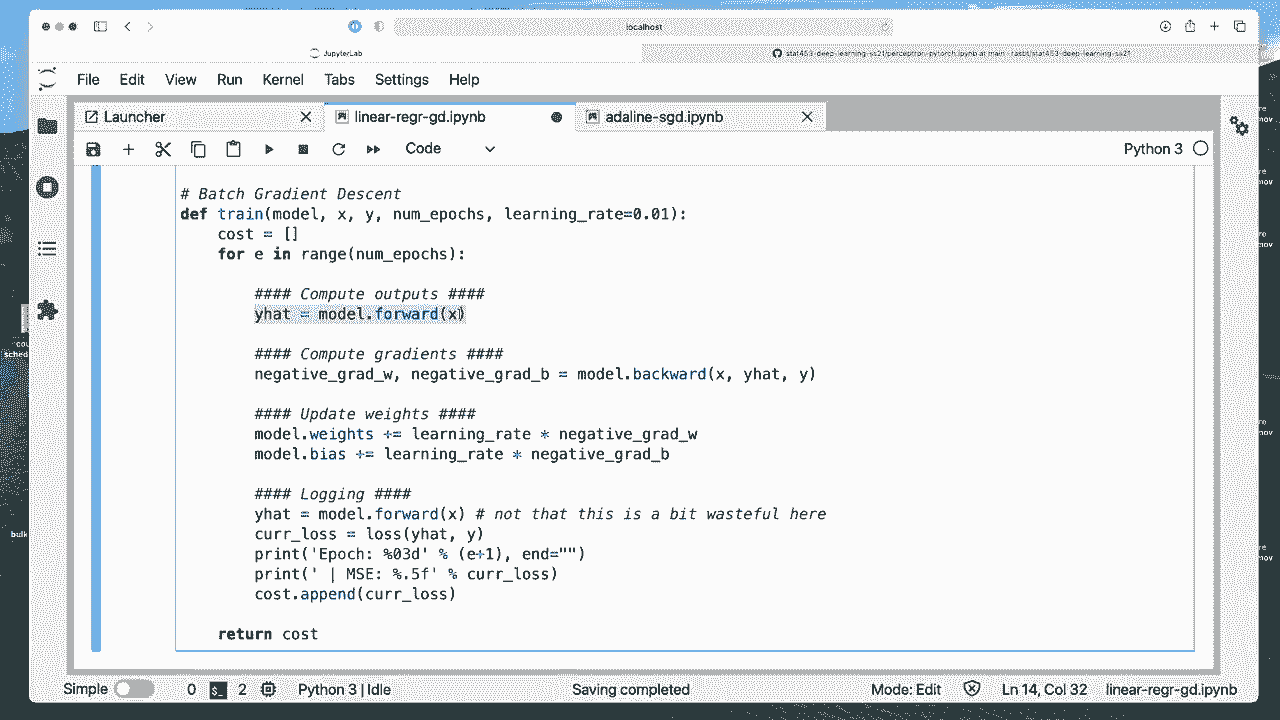 localhost
JupyterLab
stat453-deep-learning-ss21/perceptron-pytorch.ipynb at main · rasbt/stat453-deep-learning-ss21
File Edit View Run Kernel Tabs Settings Help
Launcher
linear-regr-gd.ipynb
adaline-sgd.ipynb
Code
Python 3
# Batch Gradient Descent
def train(model, x, y, num_epochs, learning_rate=0.01):
cost = []
for e in range(num_epochs):
#### Compute outputs ####
yhat = model.forward(x)
#### Compute gradients ####
negative_grad_w, negative_grad_b = model.backward(x, yhat, y)
#### Update weights ####
model.weights += learning_rate * negative_grad_w
model.bias += learning_rate * negative_grad_b
#### Logging ####
yhat = model.forward(x) # not that this is a bit wasteful here
curr_loss = loss(yhat, y)
print('Epoch: %03d' % (e+1), end="")
print(' | MSE: %.5f' % curr_loss)
cost.append(curr_loss)
return cost
Simple 0 2 Python 3 | Idle Saving completed Mode: Edit Ln 14, Col 32 linear-regr-gd.ipynb